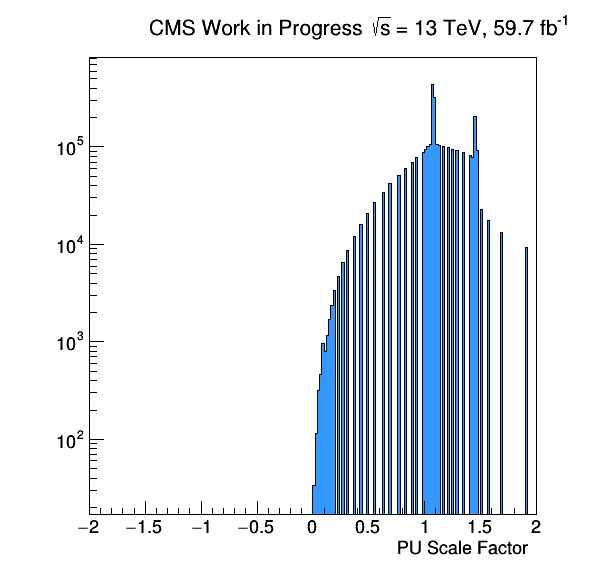 CMS Work in Progress √s = 13 TeV, 59.7 fb⁻¹
10⁵
10⁴
10³
10²
−2 −1.5 −1 −0.5 0 0.5 1 1.5 2
PU Scale Factor